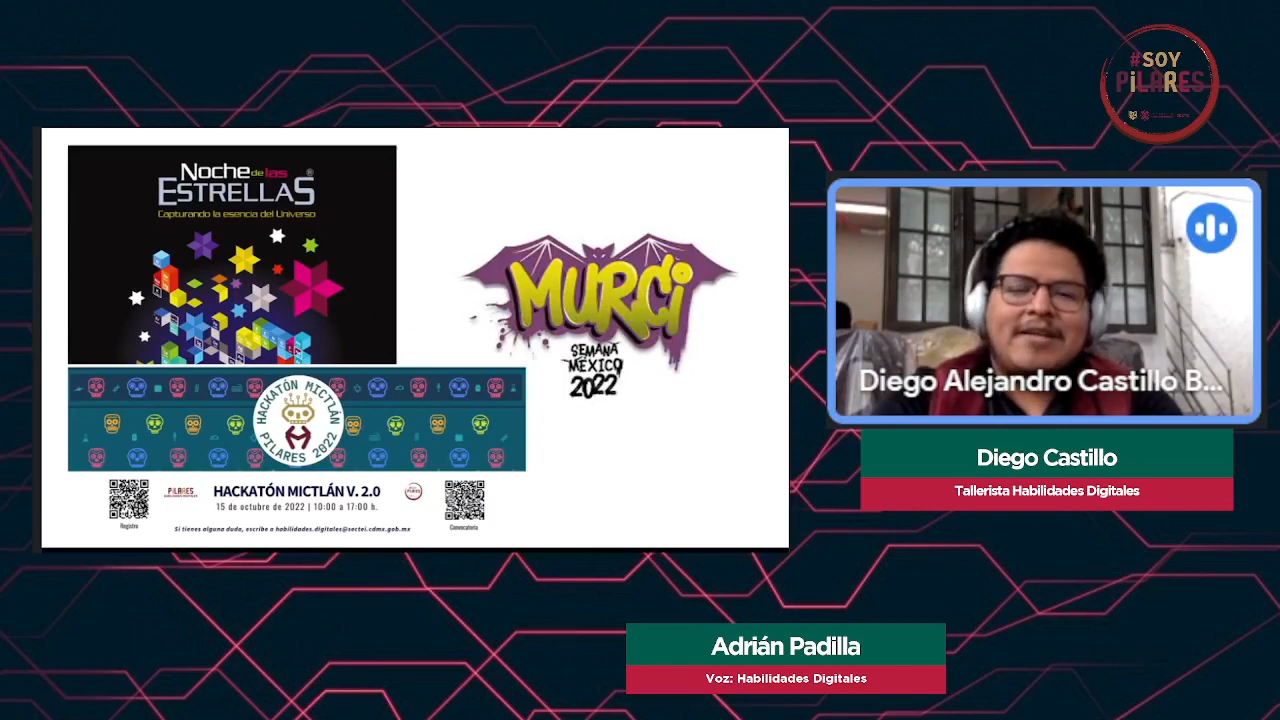 #SOY
PiLARES
Noche de las
ESTRELLAS®
Capturando la esencia del Universo
MURCi
SEMANA
MÉXICO
2022
HACKATÓN MICTLÁN
PILARES 2022
PiLARES
HACKATÓN MICTLÁN V. 2.0
15 de octubre de 2022 | 10:00 a 17:00 h.
Registro
Convocatoria
Si tienes alguna duda, escribe a habilidades.digitales@sectei.cdmx.gob.mx
Diego Alejandro Castillo B...
Diego Castillo
Tallerista Habilidades Digitales
Adrián Padilla
Voz: Habilidades Digitales